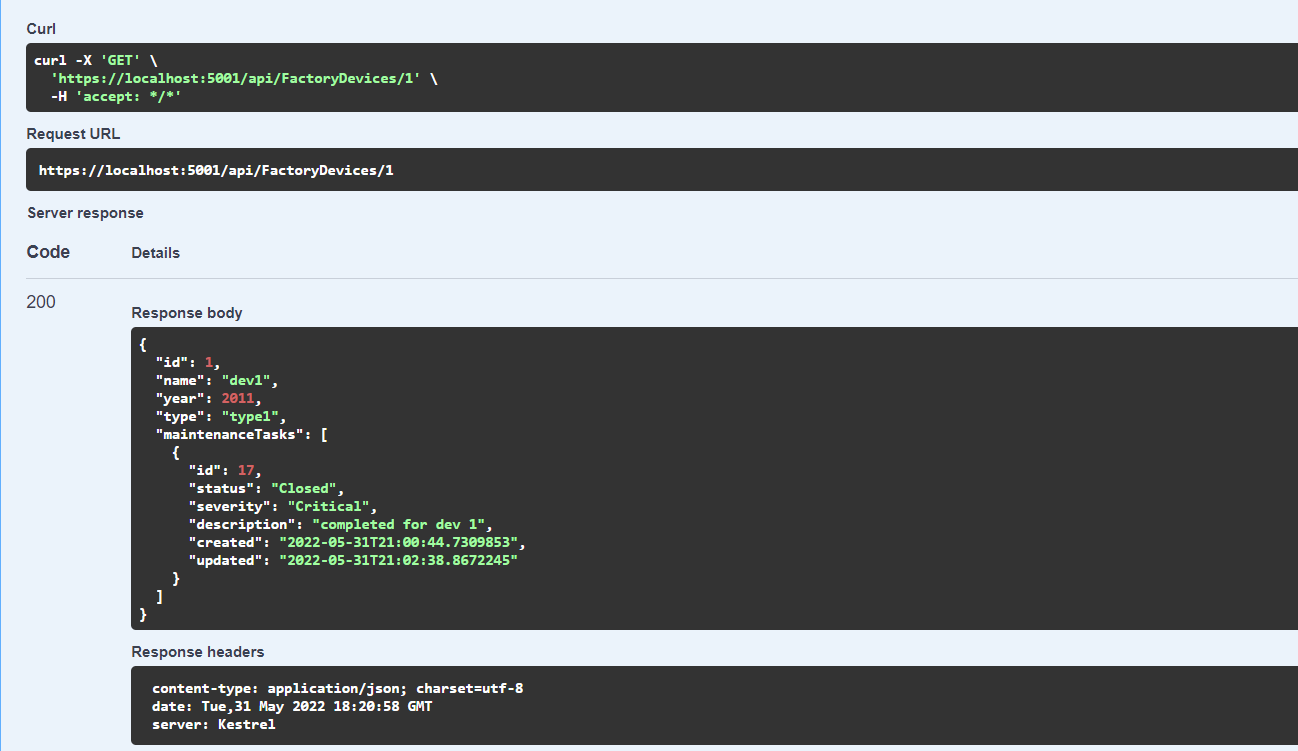 Curl
curl -X 'GET' \
  'https://localhost:5001/api/FactoryDevices/1' \
  -H 'accept: */*'
Request URL
https://localhost:5001/api/FactoryDevices/1
Server response
Code Details
200
Response body
{
  "id": 1,
  "name": "dev1",
  "year": 2011,
  "type": "type1",
  "maintenanceTasks": [
    {
      "id": 17,
      "status": "Closed",
      "severity": "Critical",
      "description": "completed for dev 1",
      "created": "2022-05-31T21:00:44.7309853",
      "updated": "2022-05-31T21:02:38.8672245"
    }
  ]
}
Response headers
content-type: application/json; charset=utf-8
date: Tue,31 May 2022 18:20:58 GMT
server: Kestrel